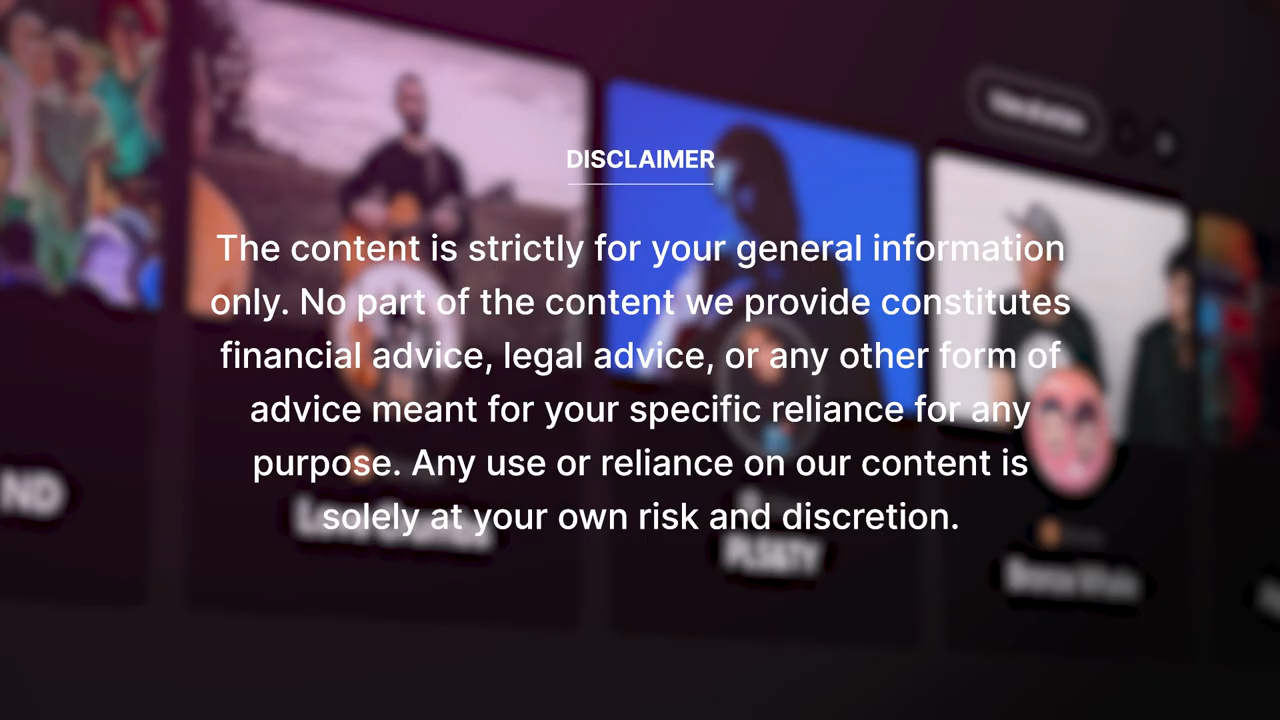 DISCLAIMER
The content is strictly for your general information
only. No part of the content we provide constitutes
financial advice, legal advice, or any other form of
advice meant for your specific reliance for any
purpose. Any use or reliance on our content is
solely at your own risk and discretion.
ND